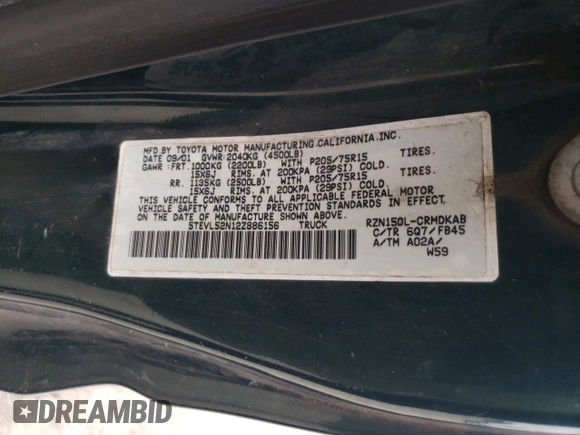 MFD.BY TOYOTA MOTOR MANUFACTURING.CALIFORNIA.INC.
DATE 09/01 GVWR 2040KG (4500LB)
GAWR: FRT. 1000KG (2200LB) WITH P205/75R15 TIRES.
15X6J RIMS. AT 200KPA (29PSI) COLD.
RR. 1135KG (2500LB) WITH P205/75R15 TIRES.
15X6J RIMS. AT 200KPA (29PSI) COLD.
THIS VEHICLE CONFORMS TO ALL APPLICABLE FEDERAL MOTOR
VEHICLE SAFETY AND THEFT PREVENTION STANDARDS IN EFFECT
ON THE DATE OF MANUFACTURE SHOWN ABOVE.
5TEVL52N12Z886156 TRUCK RZN150L-CRMDKAB
C/TR 6Q7/FB45
A/TM A02A/
W59
DREAMBID